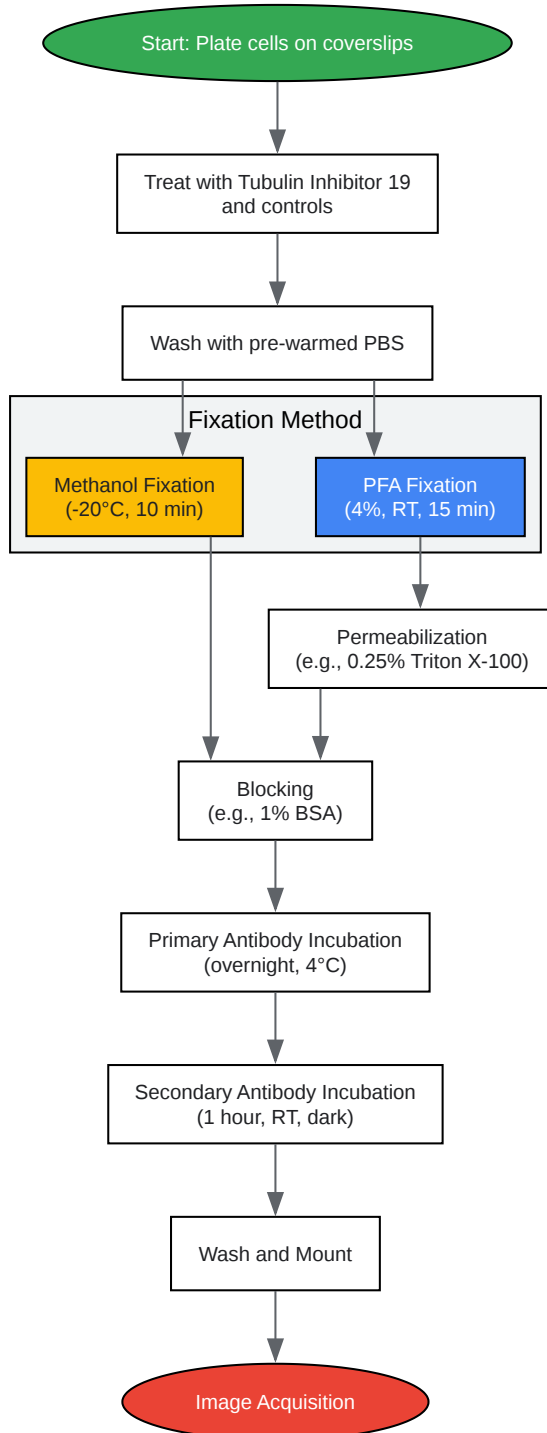 Start: Plate cells on coverslips
Treat with Tubulin Inhibitor 19
and controls
Wash with pre-warmed PBS
Fixation Method
Methanol Fixation
(-20°C, 10 min)
PFA Fixation
(4%, RT, 15 min)
Permeabilization
(e.g., 0.25% Triton X-100)
Blocking
(e.g., 1% BSA)
Primary Antibody Incubation
(overnight, 4°C)
Secondary Antibody Incubation
(1 hour, RT, dark)
Wash and Mount
Image Acquisition